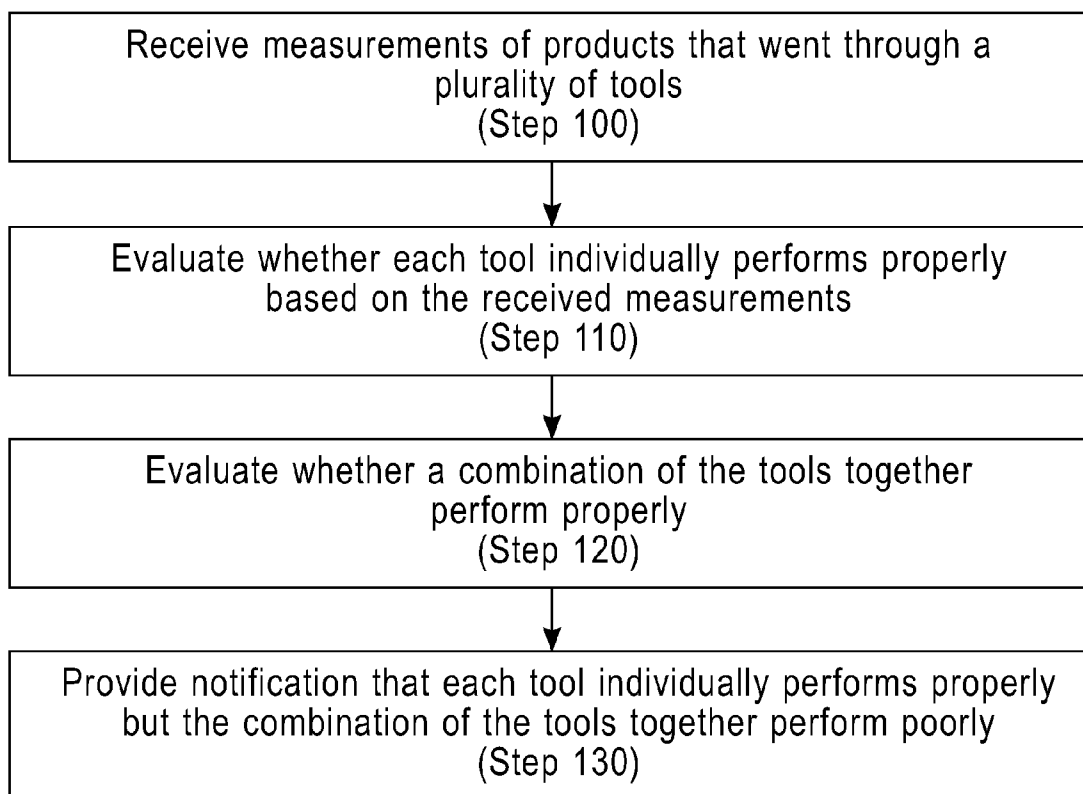 Receive measurements of products that went through a
plurality of tools
(Step 100)
Evaluate whether each tool individually performs properly
based on the received measurements
(Step 110)
Evaluate whether a combination of the tools together
perform properly
(Step 120)
Provide notification that each tool individually performs properly
but the combination of the tools together perform poorly
(Step 130)